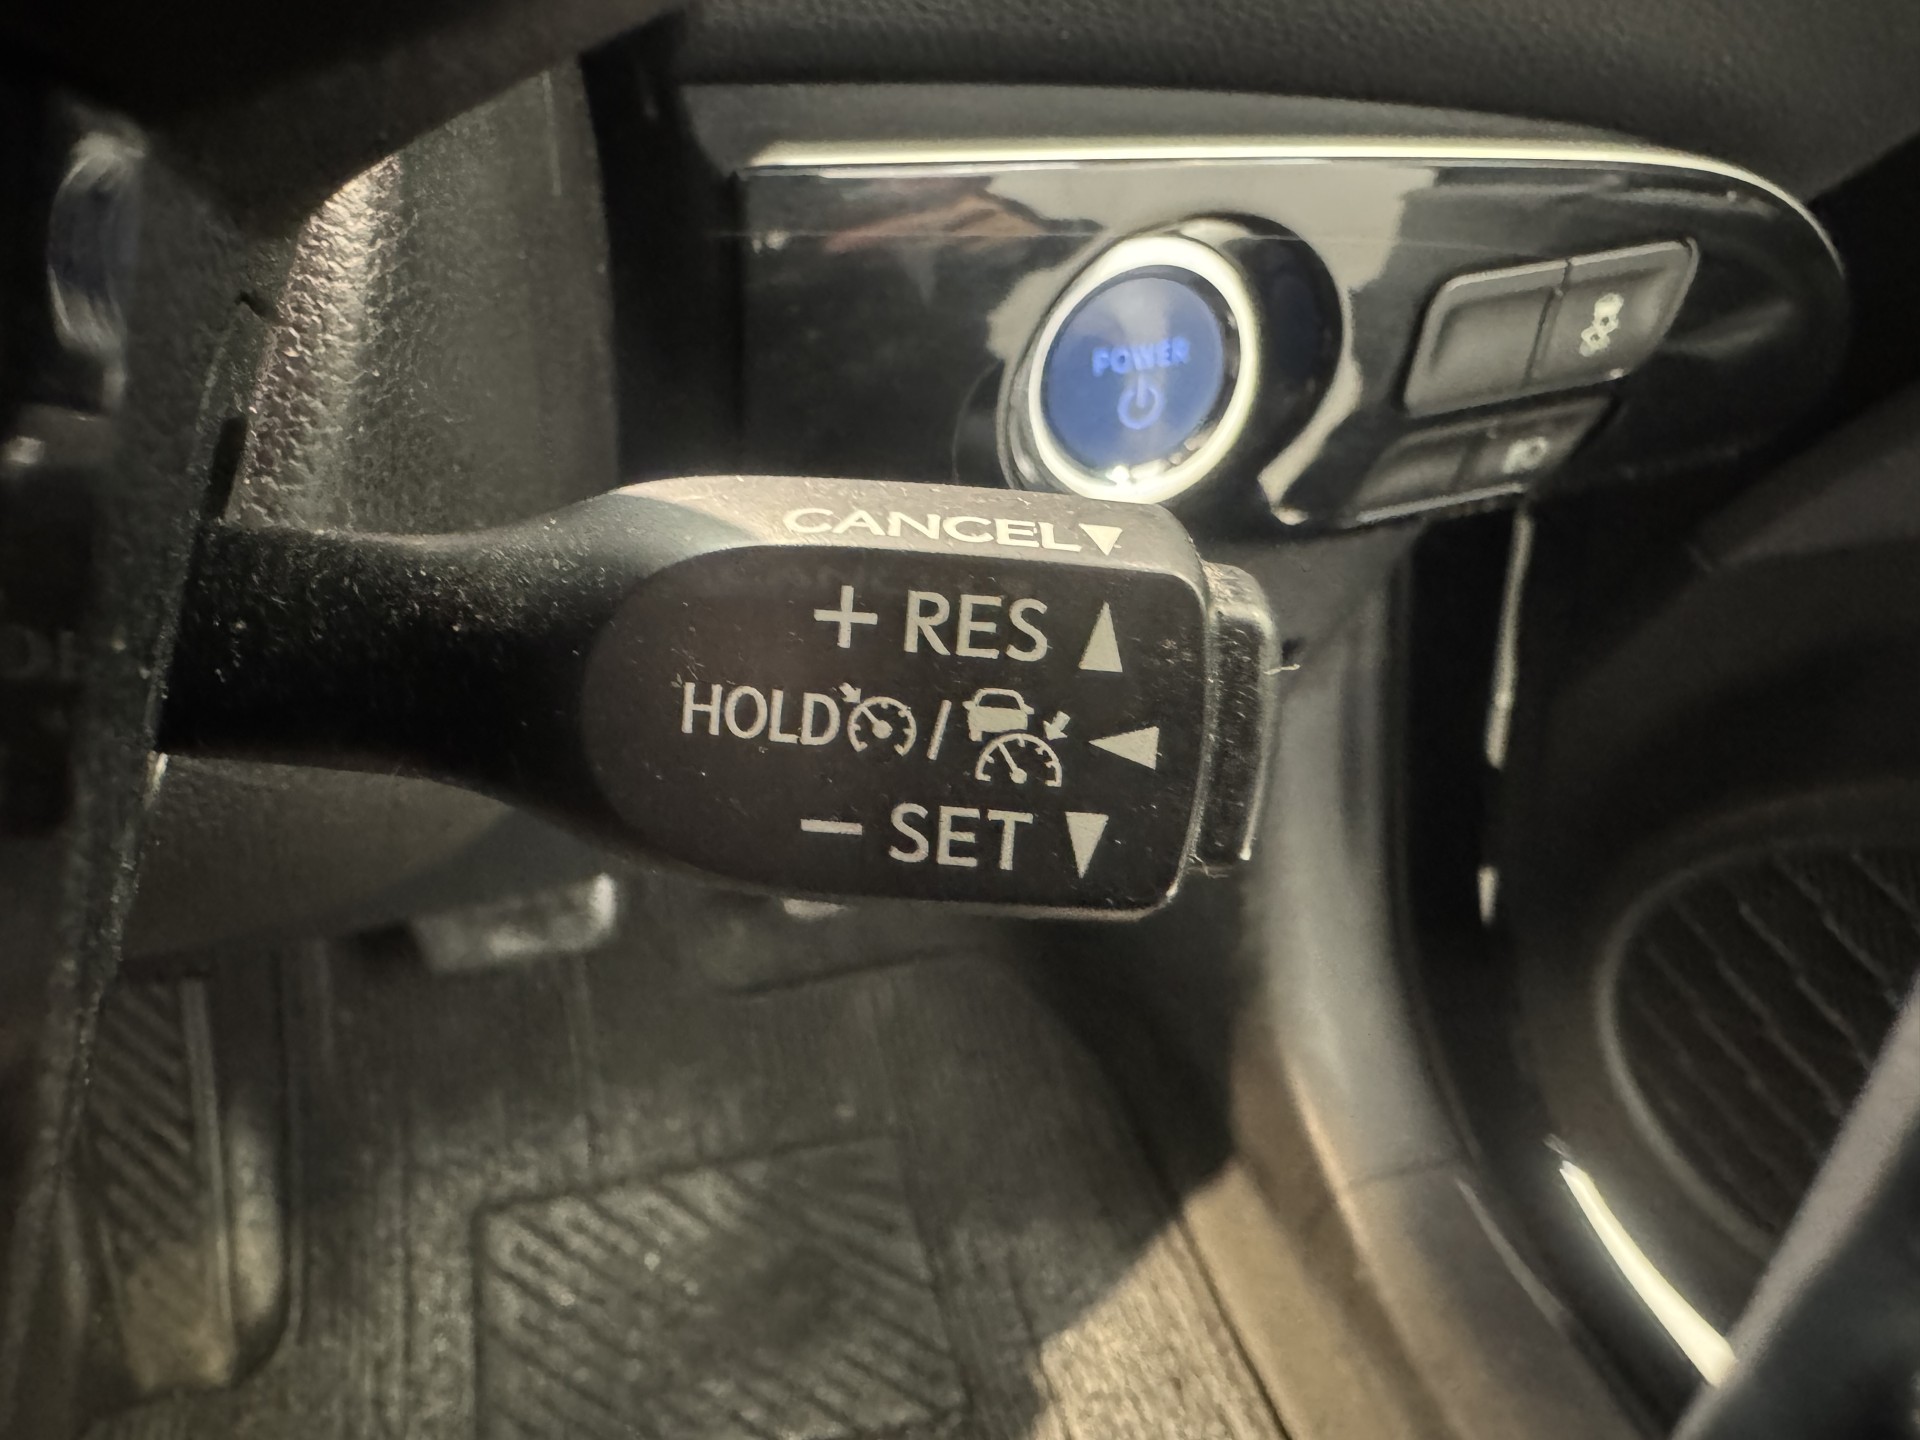 POWER
CANCEL▼
+ RES ▲
HOLD / ◀
− SET ▼